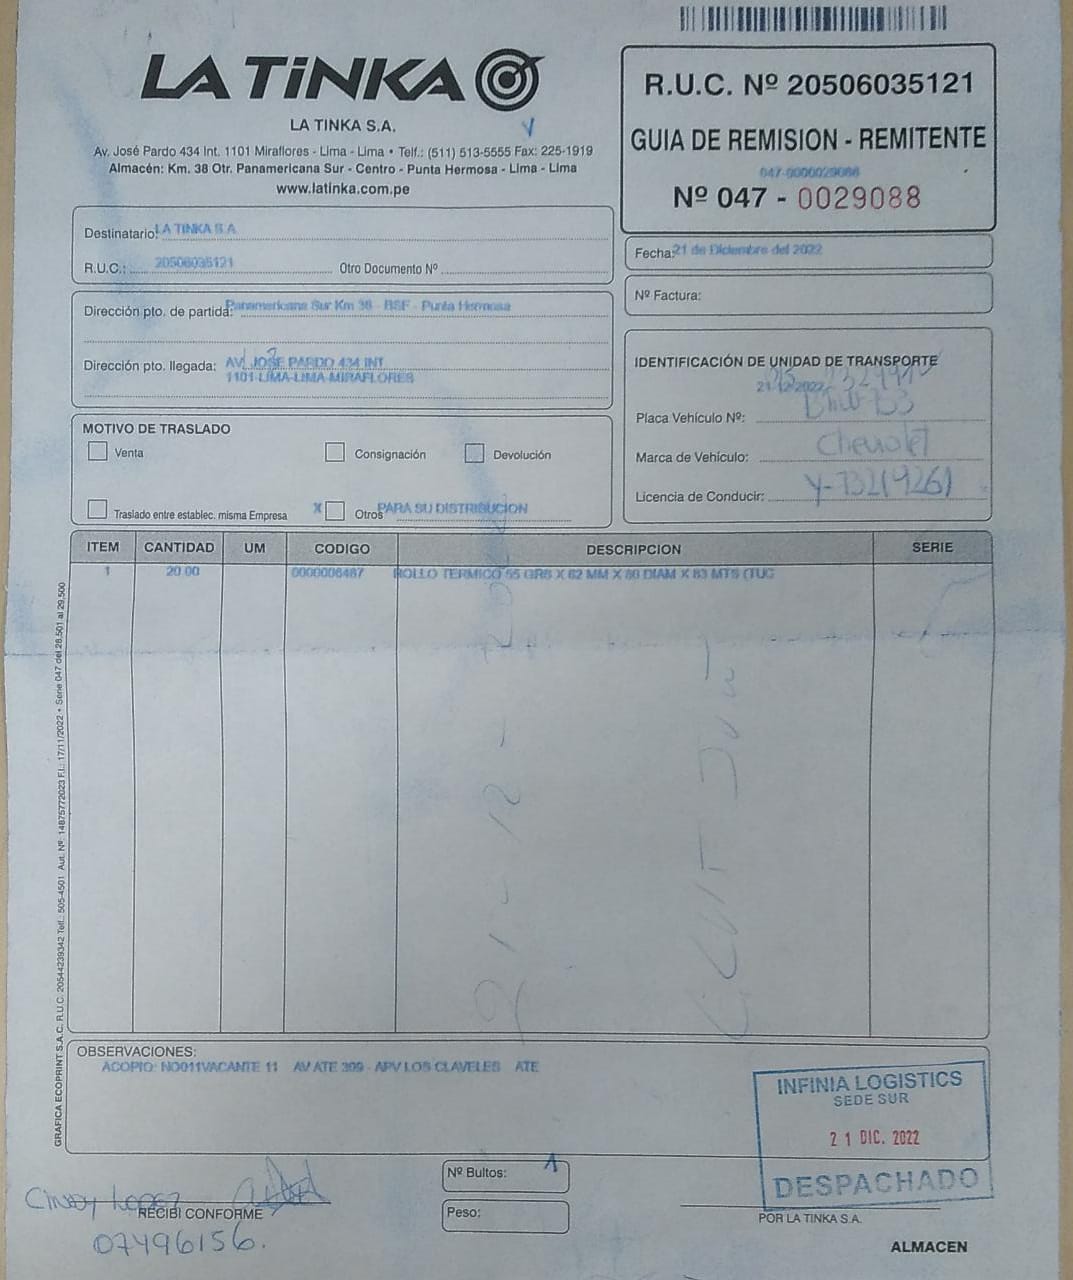 LA TiNKA
LA TINKA S.A.
Av. José Pardo 434 Int. 1101 Miraflores - Lima - Lima • Telf.: (511) 513-5555 Fax: 225-1919
Almacén: Km. 38 Otr. Panamericana Sur - Centro - Punta Hermosa - Lima - Lima
www.latinka.com.pe
R.U.C. Nº 20506035121
GUIA DE REMISION - REMITENTE
047-0000029088
Nº 047 - 0029088
Destinatario: LA TINKA S.A.
R.U.C.: 20506035121 Otro Documento Nº
Fecha: 21 de Diciembre del 2022
Nº Factura:
Dirección pto. de partida: Panamericana Sur Km 38 - BSF - Punta Hermosa
Dirección pto. llegada: AV. JOSE PARDO 434 INT
1101-LIMA-LIMA-MIRAFLORES
IDENTIFICACIÓN DE UNIDAD DE TRANSPORTE
21/12/2022
Placa Vehículo Nº:
Marca de Vehículo: Chevrolet
Licencia de Conducir:
MOTIVO DE TRASLADO
Venta Consignación Devolución
Traslado entre establec. misma Empresa X Otros PARA SU DISTRIBUCION
ITEM CANTIDAD UM CODIGO DESCRIPCION SERIE
1 20.00 0000006487 ROLLO TERMICO 55 GRS X 62 MM X 80 DIAM X 83 MTS (TUC
21-12-
GRAFICA ECOPRINT S.A.C. R.U.C. 20544239342 Telf.: 505-4501 Aut. Nº: 14875772023 F.I.: 17/11/2022 • Serie 047 del 28,501 al 29,500
OBSERVACIONES:
ACOPIO: NO011VACANTE 11 AV ATE 309 - APV LOS CLAVELES ATE
INFINIA LOGISTICS
SEDE SUR
21 DIC. 2022
DESPACHADO
Nº Bultos: 1
Peso:
Cindy Lopez
RECIBI CONFORME
07496156.
POR LA TINKA S.A.
ALMACEN